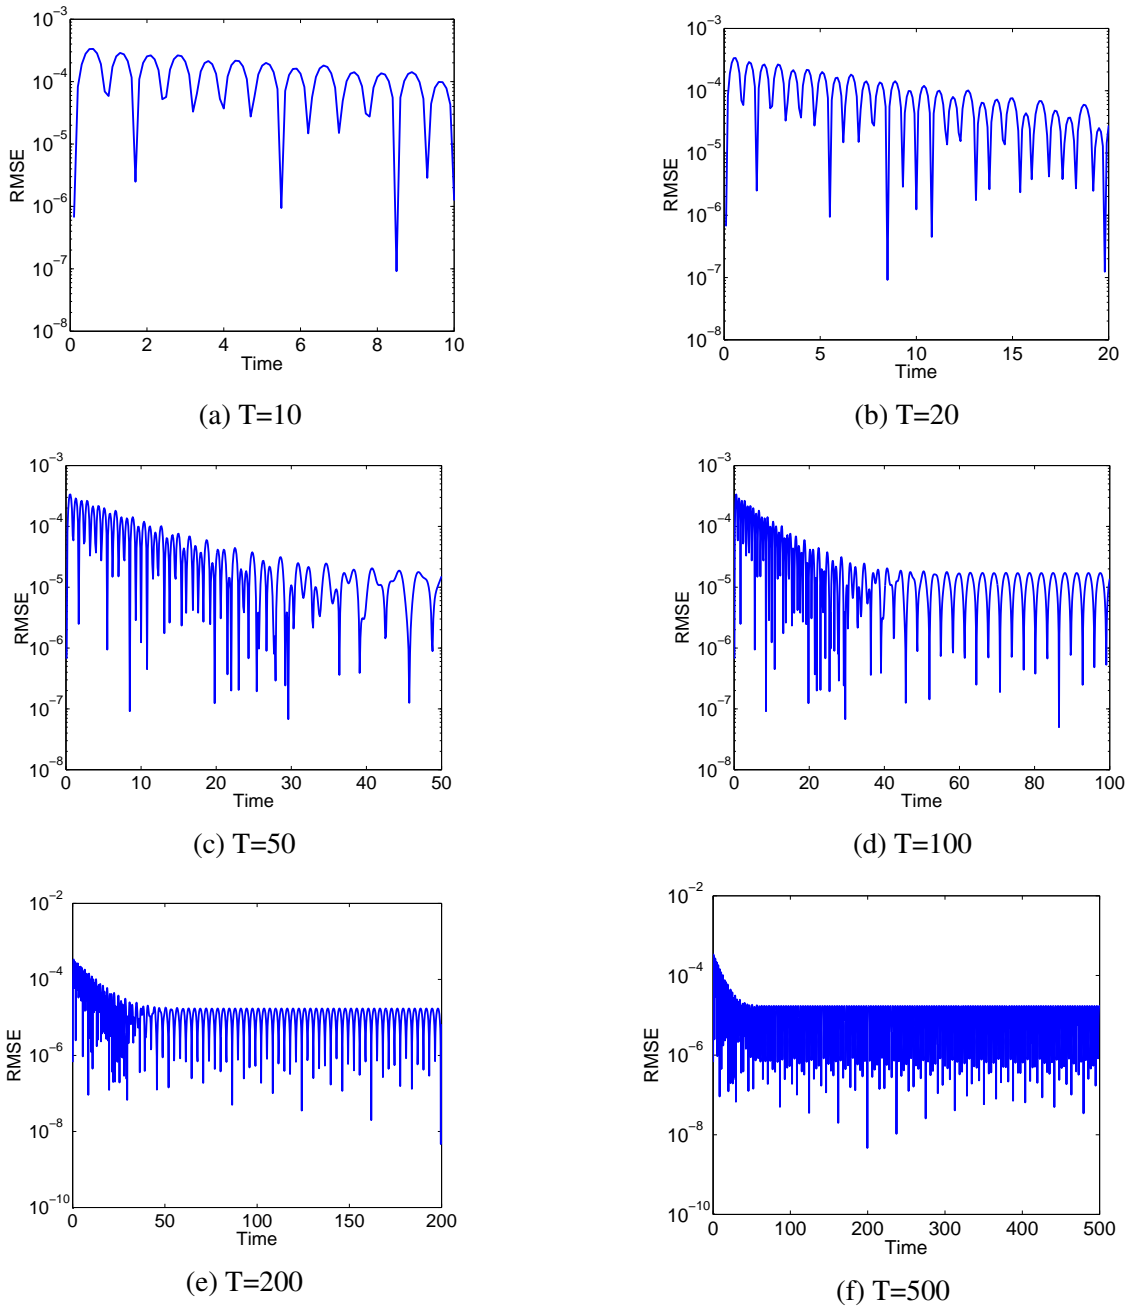 10^−3
10^−4
10^−5
10^−6
10^−7
10^−8
RMSE
0 2 4 6 8 10
Time
(a) T=10
10^−3
10^−4
10^−5
10^−6
10^−7
10^−8
RMSE
0 5 10 15 20
Time
(b) T=20
10^−3
10^−4
10^−5
10^−6
10^−7
10^−8
RMSE
0 10 20 30 40 50
Time
(c) T=50
10^−3
10^−4
10^−5
10^−6
10^−7
10^−8
RMSE
0 20 40 60 80 100
Time
(d) T=100
10^−2
10^−4
10^−6
10^−8
10^−10
RMSE
0 50 100 150 200
Time
(e) T=200
10^−2
10^−4
10^−6
10^−8
10^−10
RMSE
0 100 200 300 400 500
Time
(f) T=500